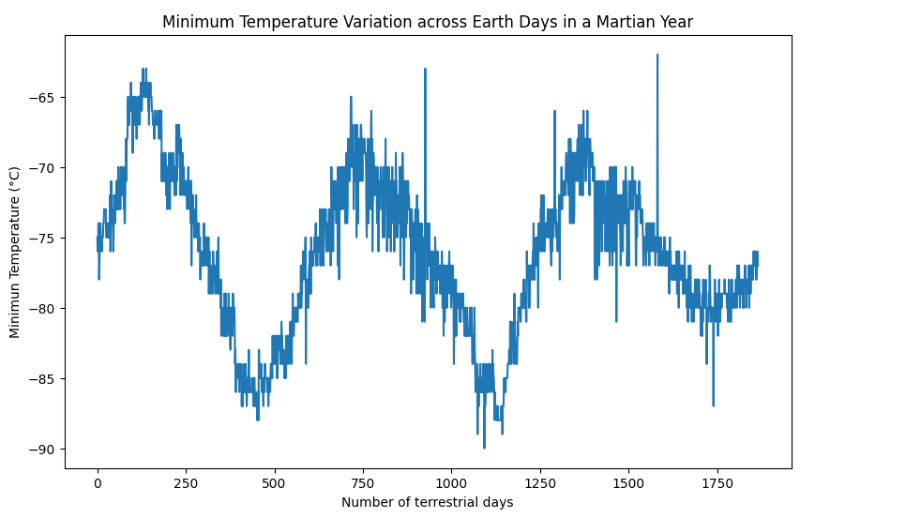 Minimum Temperature Variation across Earth Days in a Martian Year
Minimun Temperature (°C)
−65
−70
−75
−80
−85
−90
0 250 500 750 1000 1250 1500 1750
Number of terrestrial days